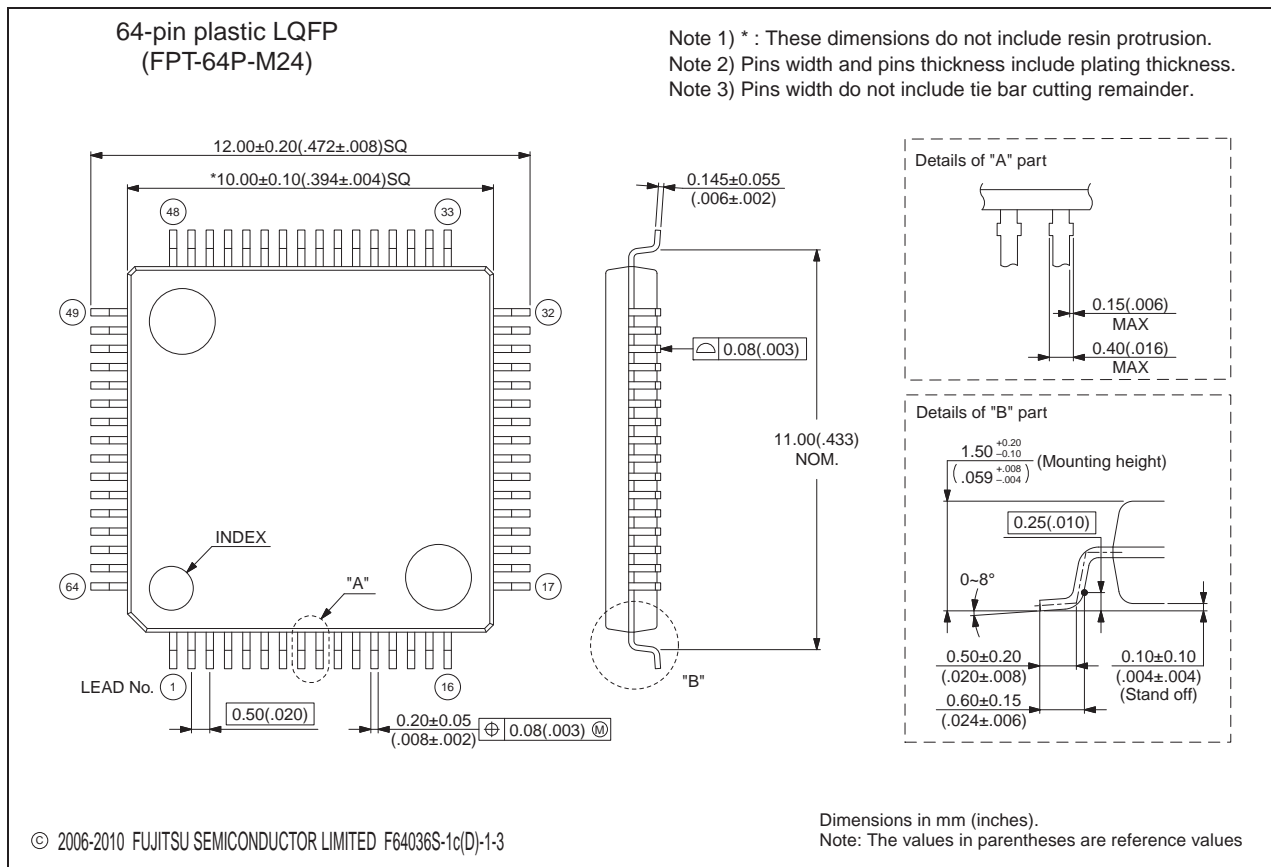 64-pin plastic LQFP
(FPT-64P-M24)
Note 1) * : These dimensions do not include resin protrusion.
Note 2) Pins width and pins thickness include plating thickness.
Note 3) Pins width do not include tie bar cutting remainder.
12.00±0.20(.472±.008)SQ
*10.00±0.10(.394±.004)SQ
48
33
49
32
INDEX
64
17
"A"
LEAD No.
1
16
0.50(.020)
0.20±0.05
(.008±.002)
⌖ 0.08(.003) Ⓜ
0.145±0.055
(.006±.002)
⌓ 0.08(.003)
11.00(.433)
NOM.
"B"
Details of "A" part
0.15(.006)
MAX
0.40(.016)
MAX
Details of "B" part
1.50 +0.20 –0.10
(.059 +.008 –.004)
(Mounting height)
0.25(.010)
0~8°
0.50±0.20
(.020±.008)
0.60±0.15
(.024±.006)
0.10±0.10
(.004±.004)
(Stand off)
© 2006-2010 FUJITSU SEMICONDUCTOR LIMITED F64036S-1c(D)-1-3
Dimensions in mm (inches).
Note: The values in parentheses are reference values